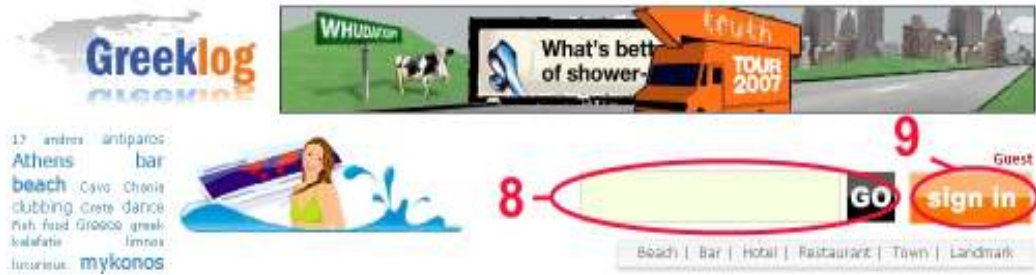 Greeklog
WHUDAFXUP
What's bett
of shower-
truth
TOUR
2007
17 andros antiparos
Athens bar
beach Cavo Chania
clubbing Crete dance
Fish food Greece greek
kalafatis limnos
luxurious mykonos
8
GO
9
Guest
sign in
Beach | Bar | Hotel | Restaurant | Town | Landmark